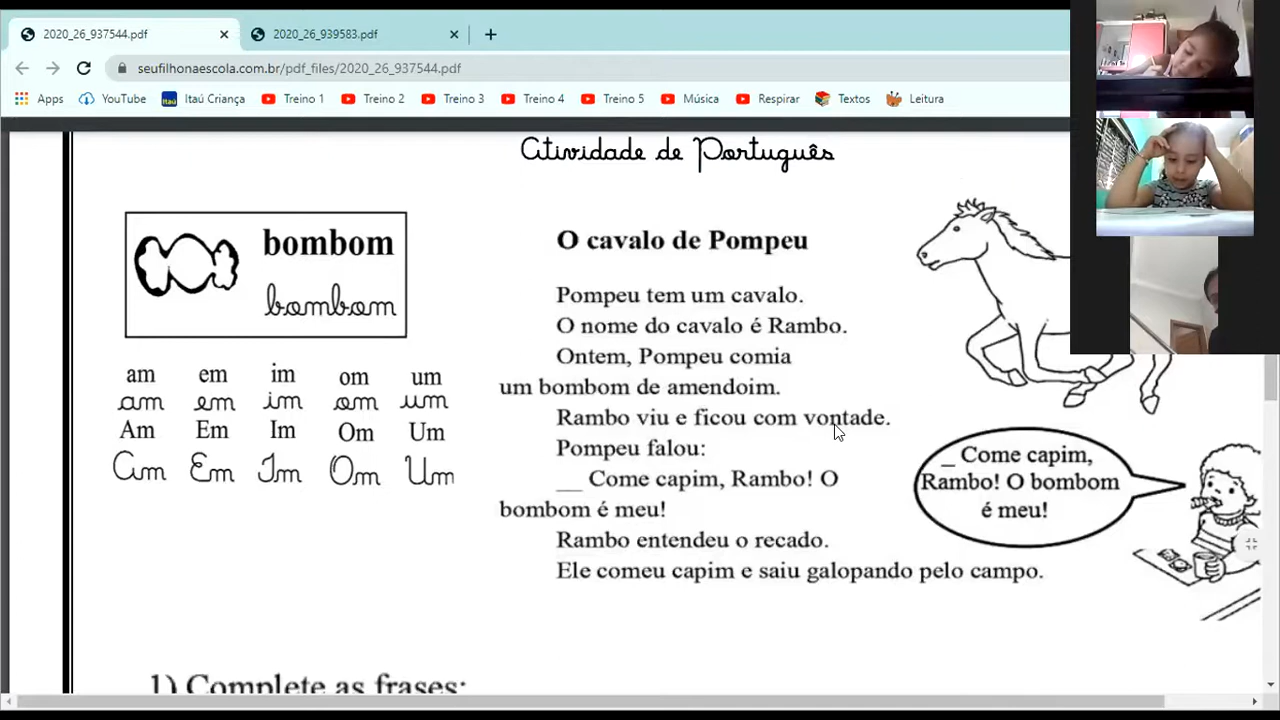 2020_26_937544.pdf
2020_26_939583.pdf
seufilhonaescola.com.br/pdf_files/2020_26_937544.pdf
Apps YouTube Itaú Itaú Criança Treino 1 Treino 2 Treino 3 Treino 4 Treino 5 Música Respirar Textos Leitura
Atividade de Português
bombom
bombom
am em im om um
am em im om um
Am Em Im Om Um
Am Em Im Om Um
O cavalo de Pompeu
Pompeu tem um cavalo.
O nome do cavalo é Rambo.
Ontem, Pompeu comia
um bombom de amendoim.
Rambo viu e ficou com vontade.
Pompeu falou:
__ Come capim, Rambo! O
bombom é meu!
Rambo entendeu o recado.
Ele comeu capim e saiu galopando pelo campo.
_ Come capim,
Rambo! O bombom
é meu!
1) Complete as frases: